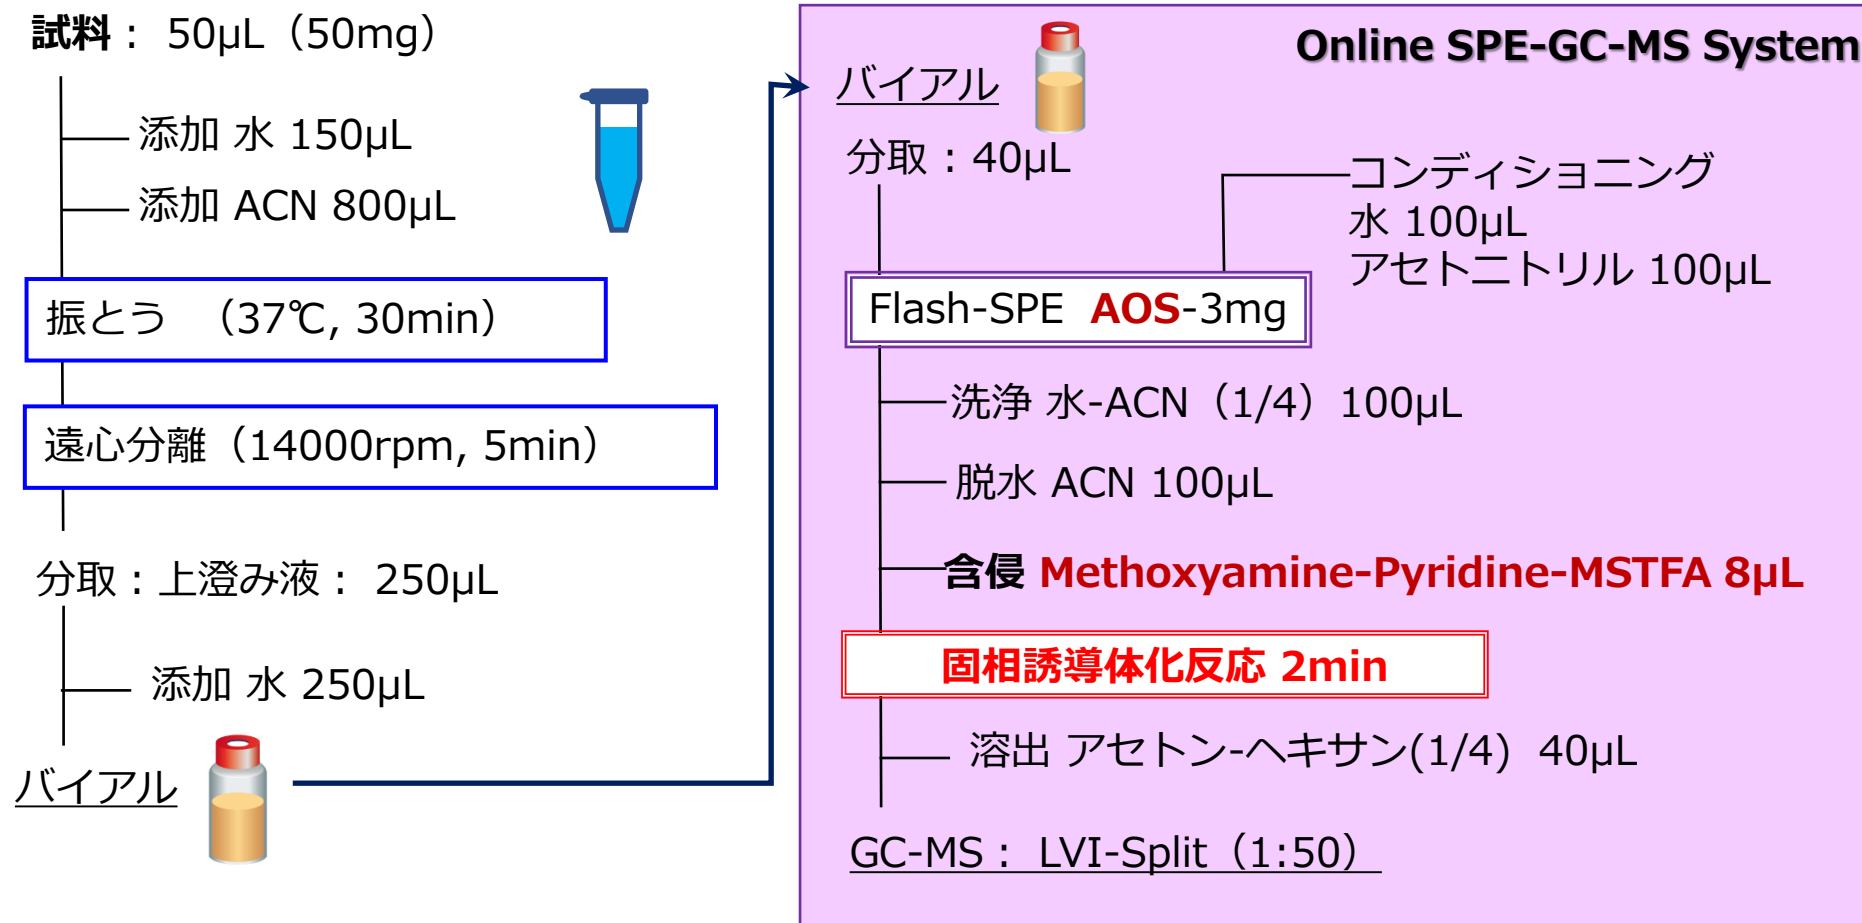 試料： 50μL（50mg）
添加 水 150μL
添加 ACN 800μL
振とう （37℃, 30min）
遠心分離（14000rpm, 5min）
分取：上澄み液： 250μL
添加 水 250μL
バイアル
Online SPE-GC-MS System
バイアル
分取：40μL
コンディショニング
水 100μL
アセトニトリル 100μL
Flash-SPE AOS-3mg
洗浄 水-ACN（1/4）100μL
脱水 ACN 100μL
含侵 Methoxyamine-Pyridine-MSTFA 8μL
固相誘導体化反応 2min
溶出 アセトン-ヘキサン(1/4) 40μL
GC-MS： LVI-Split（1:50）